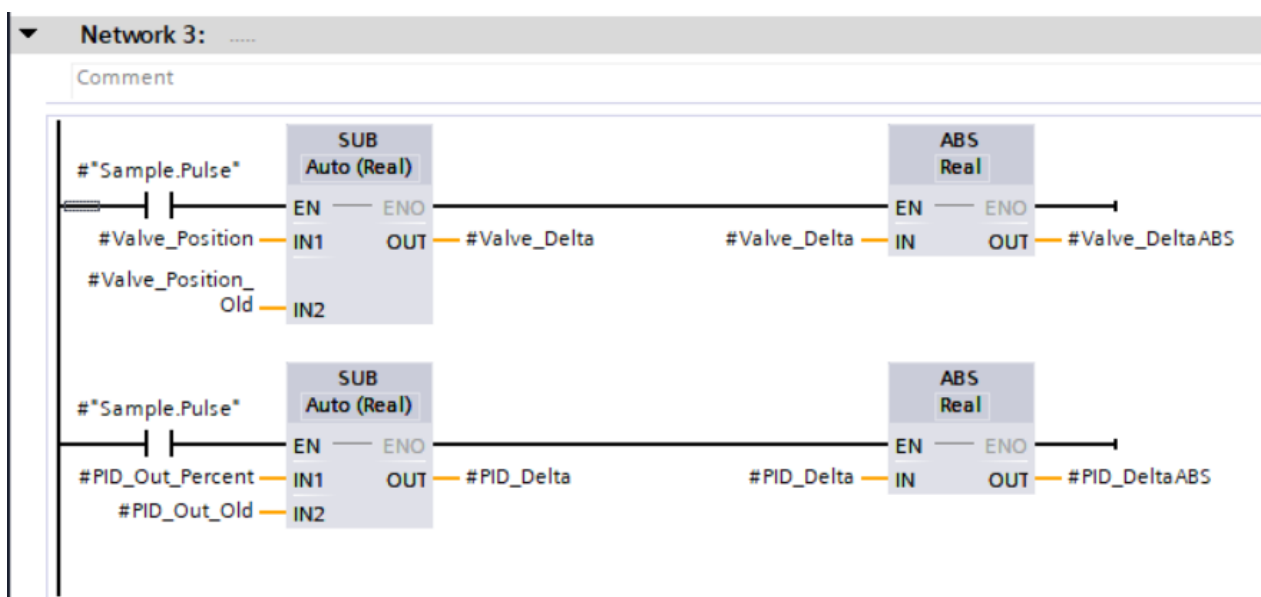 Network 3: .....
Comment
SUB
Auto (Real)
ABS
Real
#"Sample.Pulse"
EN ENO
EN ENO
#Valve_Position IN1 OUT #Valve_Delta
#Valve_Delta IN OUT #Valve_DeltaABS
#Valve_Position_
Old IN2
SUB
Auto (Real)
ABS
Real
#"Sample.Pulse"
EN ENO
EN ENO
#PID_Out_Percent IN1 OUT #PID_Delta
#PID_Delta IN OUT #PID_DeltaABS
#PID_Out_Old IN2